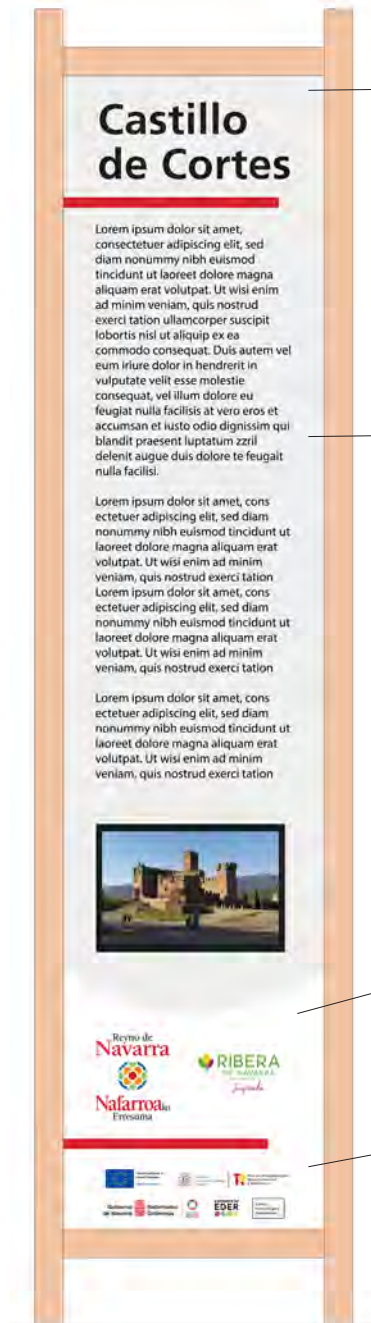 Castillo
de Cortes
Lorem ipsum dolor sit amet,
consectetuer adipiscing elit, sed
diam nonummy nibh euismod
tincidunt ut laoreet dolore magna
aliquam erat volutpat. Ut wisi enim
ad minim veniam, quis nostrud
exerci tation ullamcorper suscipit
lobortis nisl ut aliquip ex ea
commodo consequat. Duis autem vel
eum iriure dolor in hendrerit in
vulputate velit esse molestie
consequat, vel illum dolore eu
feugiat nulla facilisis at vero eros et
accumsan et iusto odio dignissim qui
blandit praesent luptatum zzril
delenit augue duis dolore te feugait
nulla facilisi.
Lorem ipsum dolor sit amet, cons
ectetuer adipiscing elit, sed diam
nonummy nibh euismod tincidunt ut
laoreet dolore magna aliquam erat
volutpat. Ut wisi enim ad minim
veniam, quis nostrud exerci tation
Lorem ipsum dolor sit amet, cons
ectetuer adipiscing elit, sed diam
nonummy nibh euismod tincidunt ut
laoreet dolore magna aliquam erat
volutpat. Ut wisi enim ad minim
veniam, quis nostrud exerci tation
Lorem ipsum dolor sit amet, cons
ectetuer adipiscing elit, sed diam
nonummy nibh euismod tincidunt ut
laoreet dolore magna aliquam erat
volutpat. Ut wisi enim ad minim
veniam, quis nostrud exerci tation
Reyno de
Navarra
Nafarroako
Erresuma
RIBERA
DE NAVARRA
Gobierno
de Navarra
Nafarroako
Gobernua
EDER